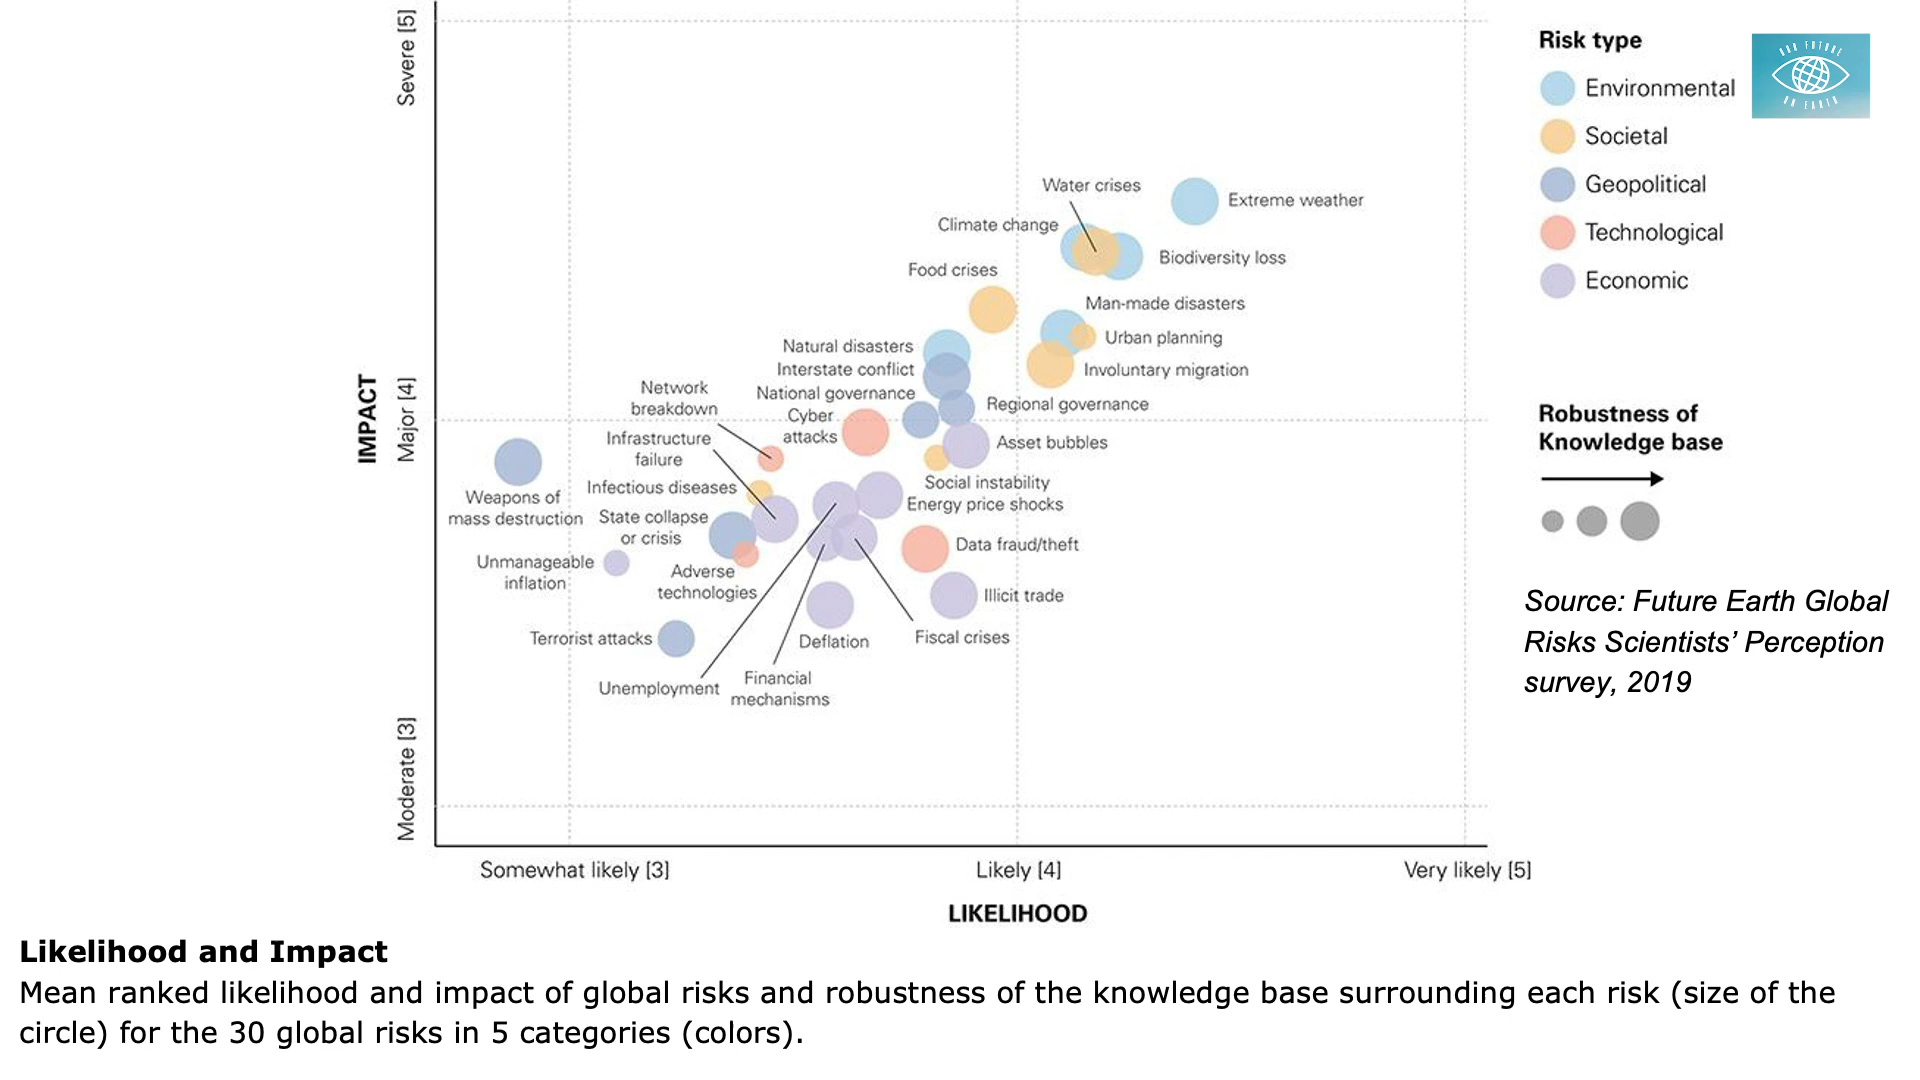 Severe [5]
Major [4]
Moderate [3]
IMPACT
Water crises
Extreme weather
Climate change
Biodiversity loss
Food crises
Man-made disasters
Urban planning
Natural disasters
Interstate conflict
Involuntary migration
Network
breakdown
National governance
Regional governance
Cyber
attacks
Infrastructure
failure
Asset bubbles
Infectious diseases
Social instability
Weapons of
mass destruction
Energy price shocks
State collapse
or crisis
Data fraud/theft
Unmanageable
inflation
Adverse
technologies
Illicit trade
Terrorist attacks
Deflation
Fiscal crises
Unemployment
Financial
mechanisms
Somewhat likely [3]
Likely [4]
Very likely [5]
LIKELIHOOD
Risk type
Environmental
Societal
Geopolitical
Technological
Economic
OUR FUTURE
ON EARTH
Robustness of
Knowledge base
Source: Future Earth Global
Risks Scientists’ Perception
survey, 2019
Likelihood and Impact
Mean ranked likelihood and impact of global risks and robustness of the knowledge base surrounding each risk (size of the
circle) for the 30 global risks in 5 categories (colors).